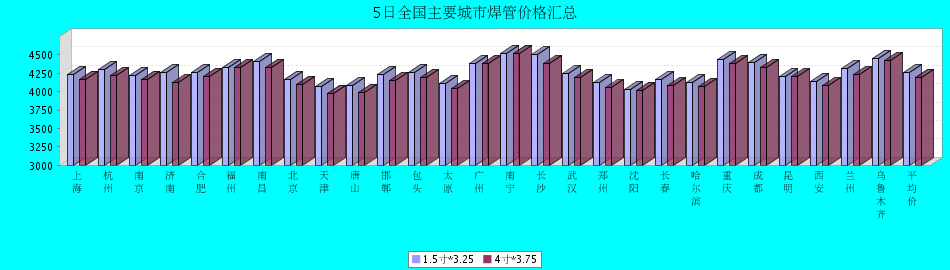 5日全国主要城市焊管价格汇总
4500
4250
4000
3750
3500
3250
3000
上海
杭州
南京
济南
合肥
福州
南昌
北京
天津
唐山
邯郸
包头
太原
广州
南宁
长沙
武汉
郑州
沈阳
长春
哈尔滨
重庆
成都
昆明
西安
兰州
乌鲁木齐
平均价
1.5寸*3.25
4寸*3.75